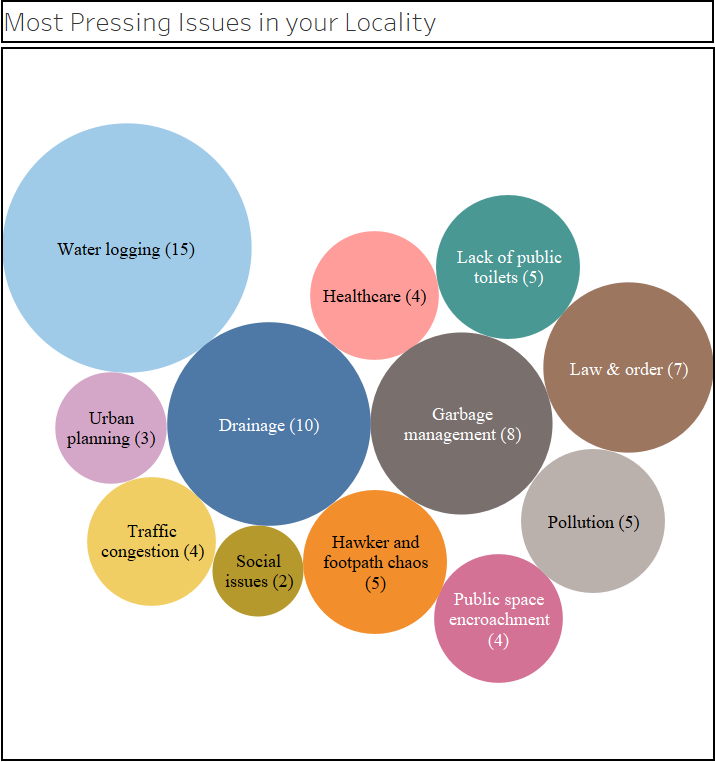 Most Pressing Issues in your Locality
Water logging (15)
Lack of public
toilets (5)
Healthcare (4)
Law & order (7)
Urban
planning (3)
Drainage (10)
Garbage
management (8)
Traffic
congestion (4)
Social
issues (2)
Hawker and
footpath chaos
(5)
Pollution (5)
Public space
encroachment
(4)